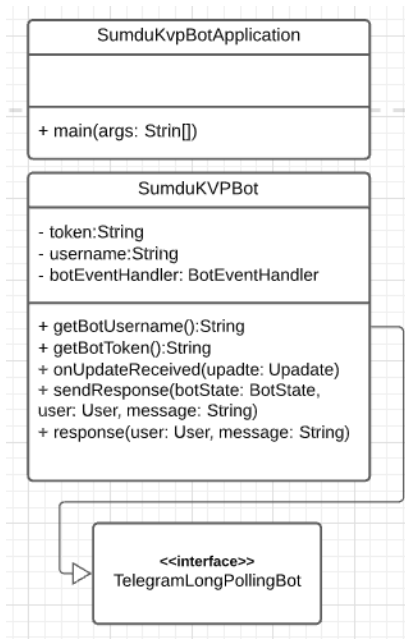 SumduKvpBotApplication
+ main(args: Strin[])
SumduKVPBot
- token:String
- username:String
- botEventHandler: BotEventHandler
+ getBotUsername():String
+ getBotToken():String
+ onUpdateReceived(upadte: Upadate)
+ sendResponse(botState: BotState,
user: User, message: String)
+ response(user: User, message: String)
<<interface>>
TelegramLongPollingBot